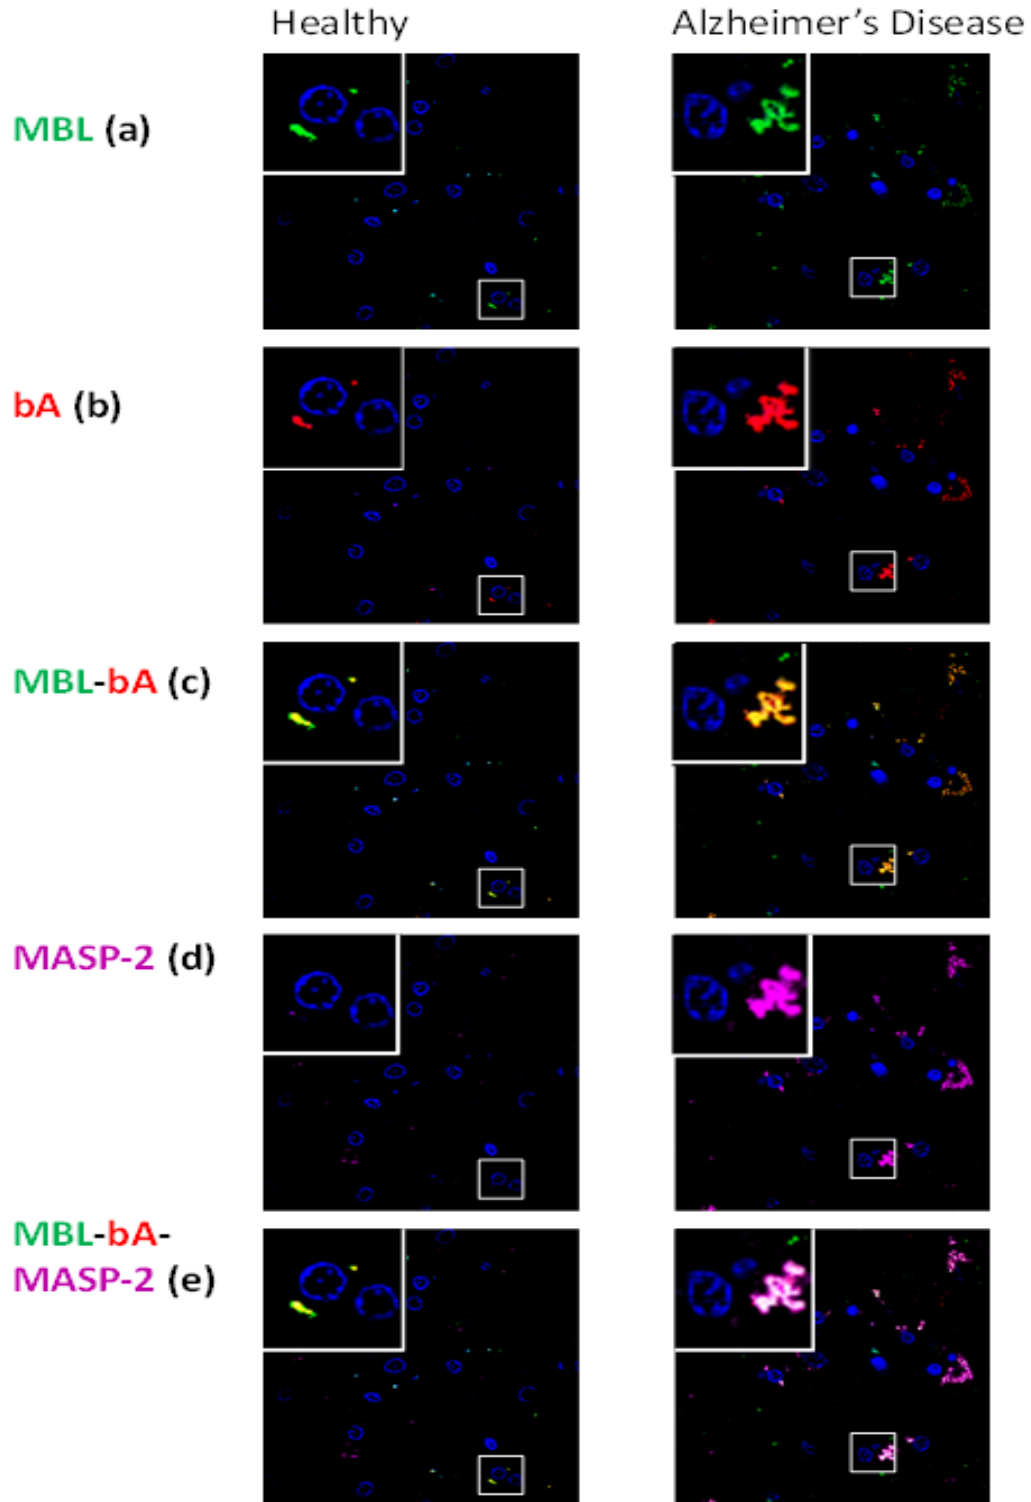 Healthy
Alzheimer's Disease
MBL (a)
bA (b)
MBL-bA (c)
MASP-2 (d)
MBL-bA-
MASP-2 (e)